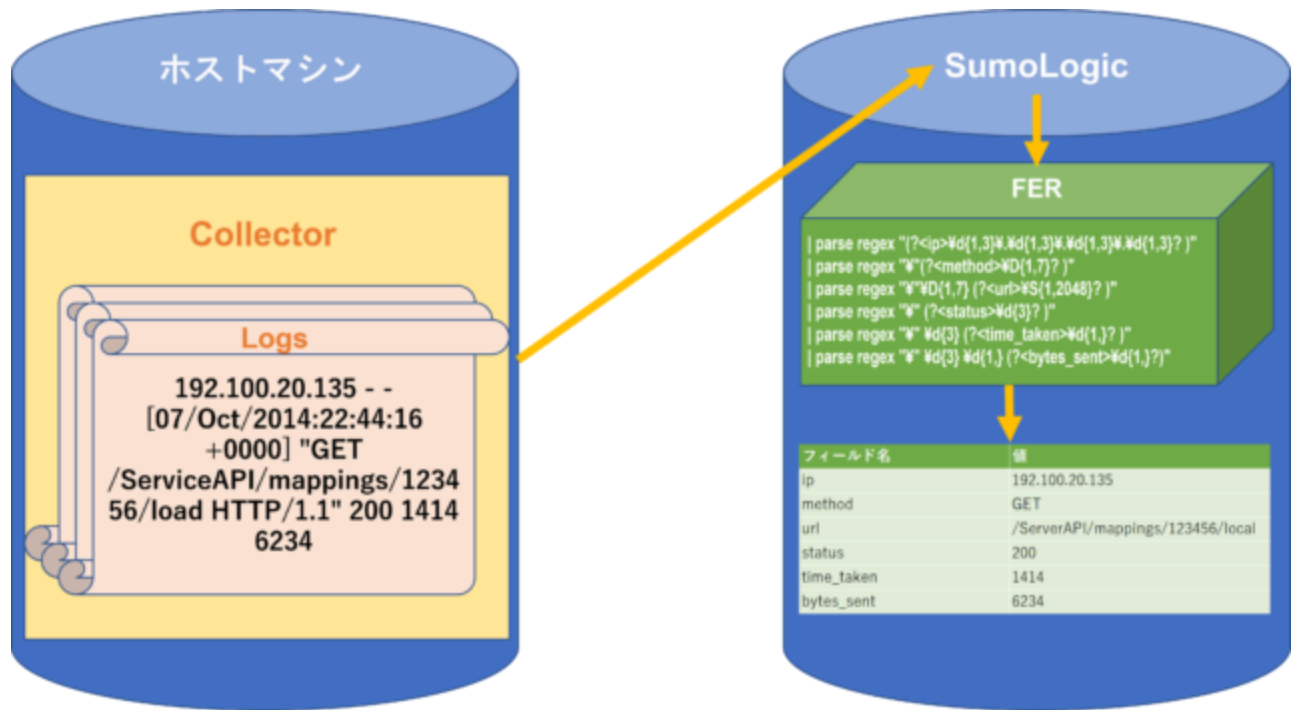 ホストマシン
Collector
Logs
192.100.20.135 - -
[07/Oct/2014:22:44:16
+0000] "GET
/ServiceAPI/mappings/1234
56/load HTTP/1.1" 200 1414
6234
SumoLogic
FER
| parse regex "(?<ip>¥d{1,3}¥.¥d{1,3}¥.¥d{1,3}¥.¥d{1,3}? )"
| parse regex "¥"(?<method>¥D{1,7}? )"
| parse regex "¥"¥D{1,7} (?<url>¥S{1,2048}? )"
| parse regex "¥" (?<status>¥d{3}? )"
| parse regex "¥" ¥d{3} (?<time_taken>¥d{1,}? )"
| parse regex "¥" ¥d{3} ¥d{1,} (?<bytes_sent>¥d{1,}?)"
フィールド名 値
ip 192.100.20.135
method GET
url /ServerAPI/mappings/123456/local
status 200
time_taken 1414
bytes_sent 6234